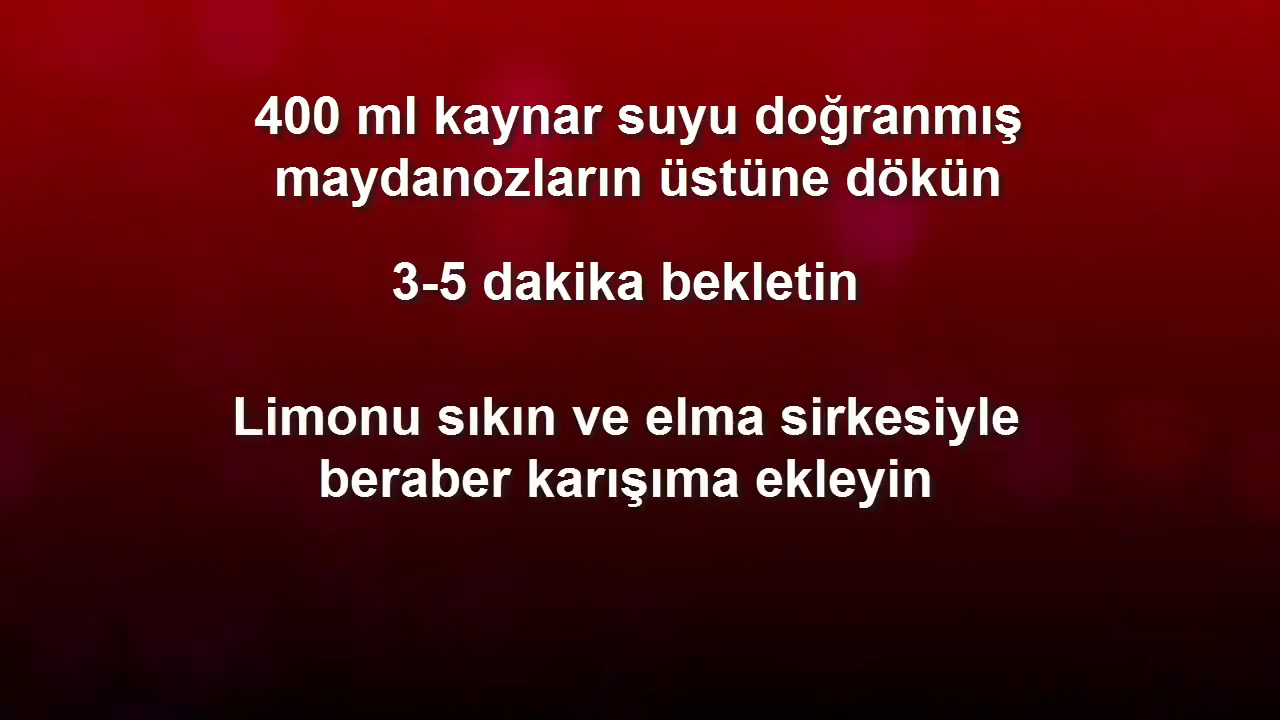 400 ml kaynar suyu doğranmış
maydanozların üstüne dökün
3-5 dakika bekletin
Limonu sıkın ve elma sirkesiyle
beraber karışıma ekleyin